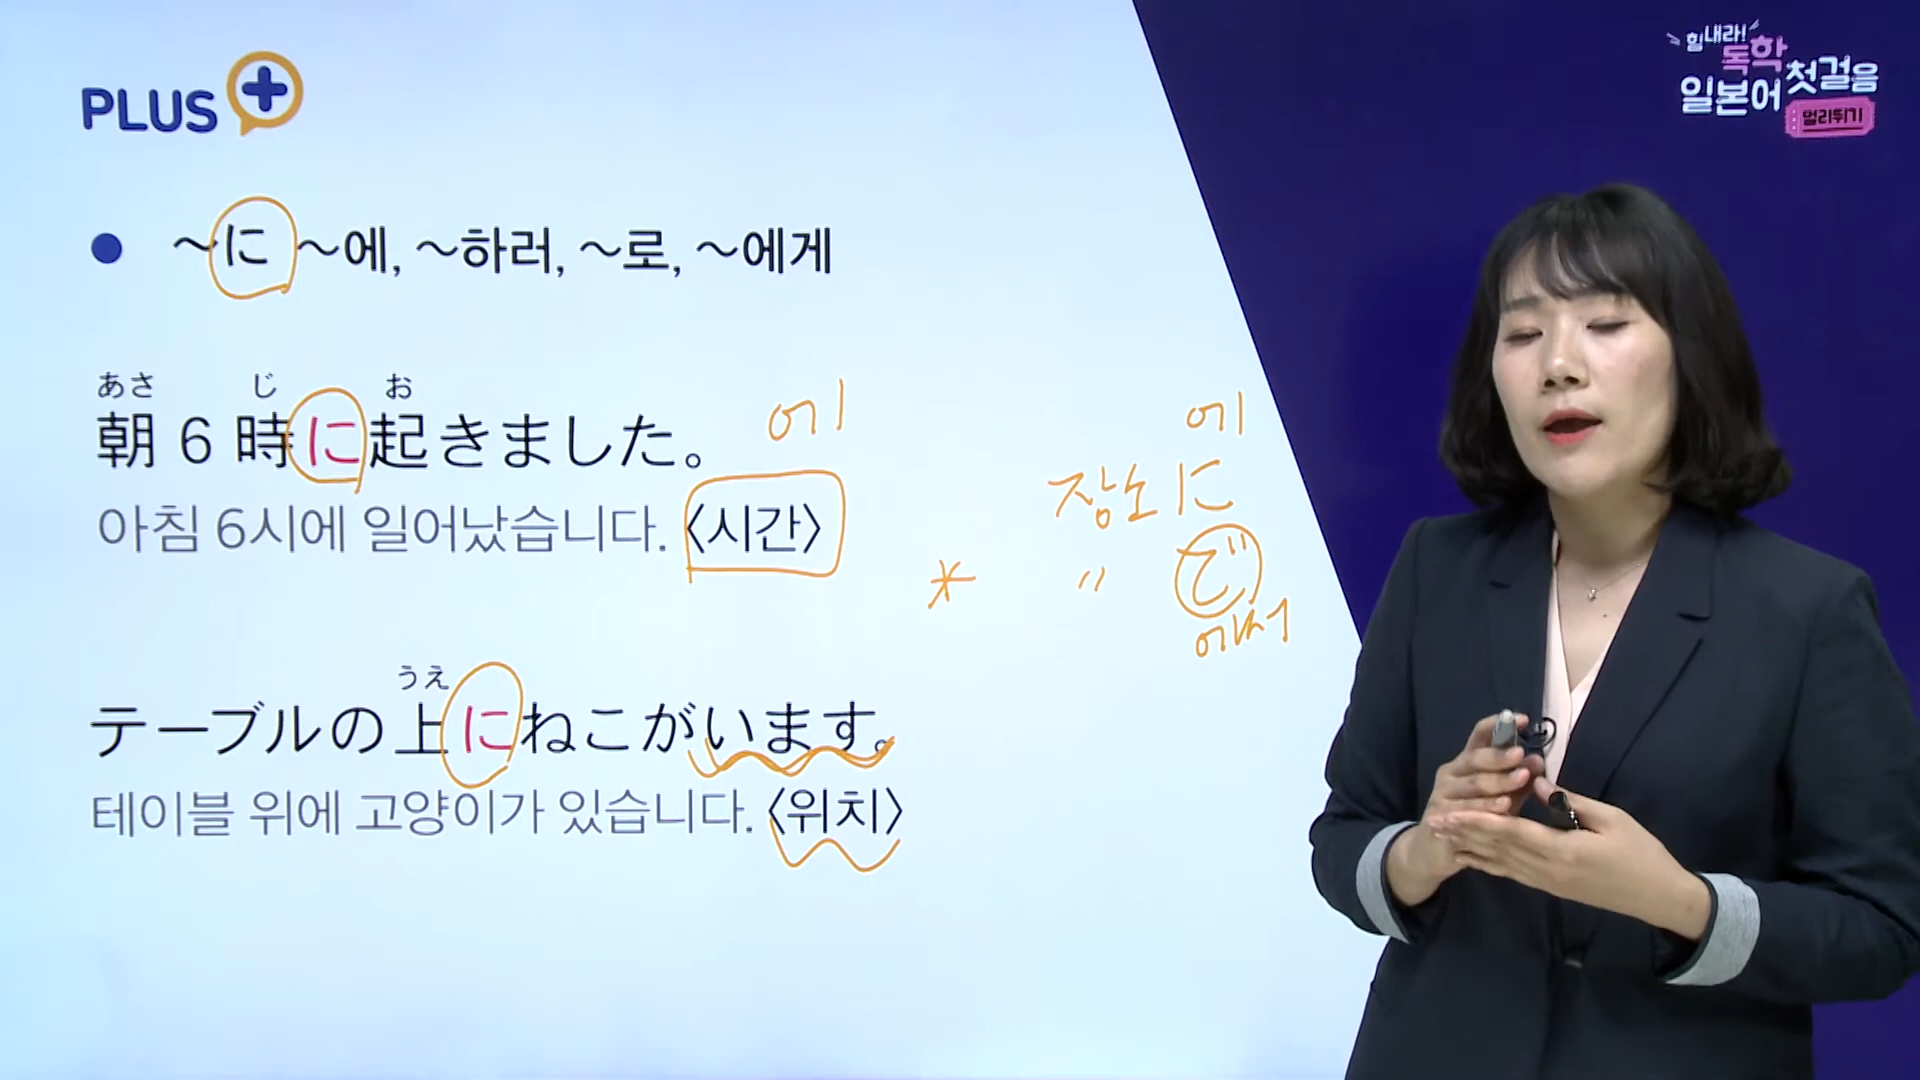 PLUS
힘내라!
독학
일본어 첫걸음
멀리뛰기
~に ~에, ~하러, ~로, ~에게
あさ じ お
朝 6 時に起きました。
에
아침 6시에 일어났습니다. <시간>
에
장소に
* 〃 で
에서
うえ
テーブルの上にねこがいます。
테이블 위에 고양이가 있습니다. <위치>